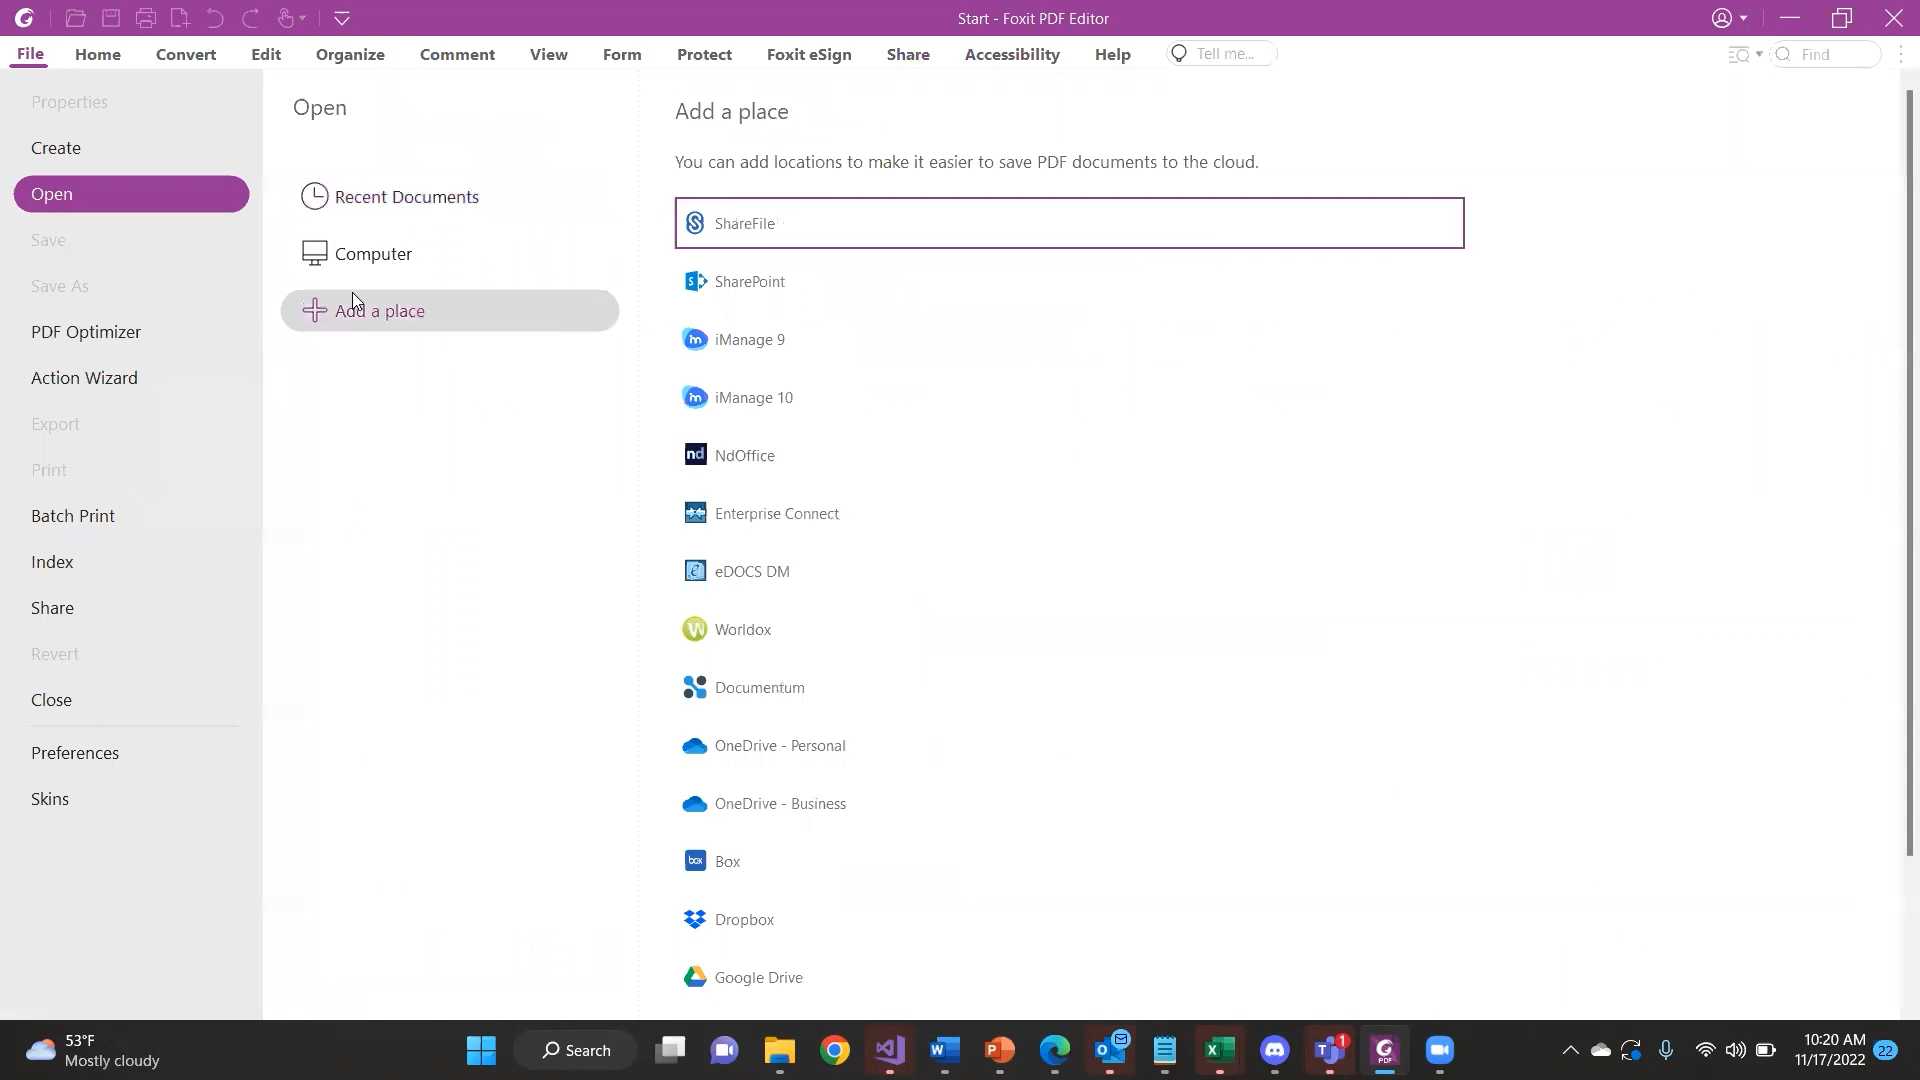 Start - Foxit PDF Editor
File Home Convert Edit Organize Comment View Form Protect Foxit eSign Share Accessibility Help Tell me... Find
Properties
Create
Open
Save
Save As
PDF Optimizer
Action Wizard
Export
Print
Batch Print
Index
Share
Revert
Close
Preferences
Skins
Open
Recent Documents
Computer
Add a place
Add a place
You can add locations to make it easier to save PDF documents to the cloud.
ShareFile
SharePoint
iManage 9
iManage 10
nd NdOffice
Enterprise Connect
eDOCS DM
Worldox
Documentum
OneDrive - Personal
OneDrive - Business
box Box
Dropbox
Google Drive
53°F
Mostly cloudy
Search
1
PDF
10:20 AM
11/17/2022
22